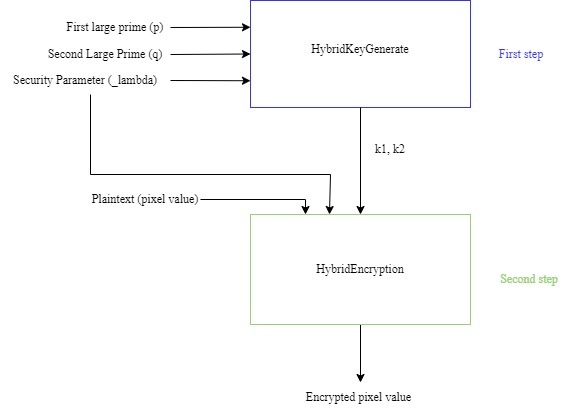 First large prime (p)
HybridKeyGenerate
Second Large Prime (q)
First step
Security Parameter (_lambda)
k1, k2
Plaintext (pixel value)
HybridEncryption
Second step
Encrypted pixel value